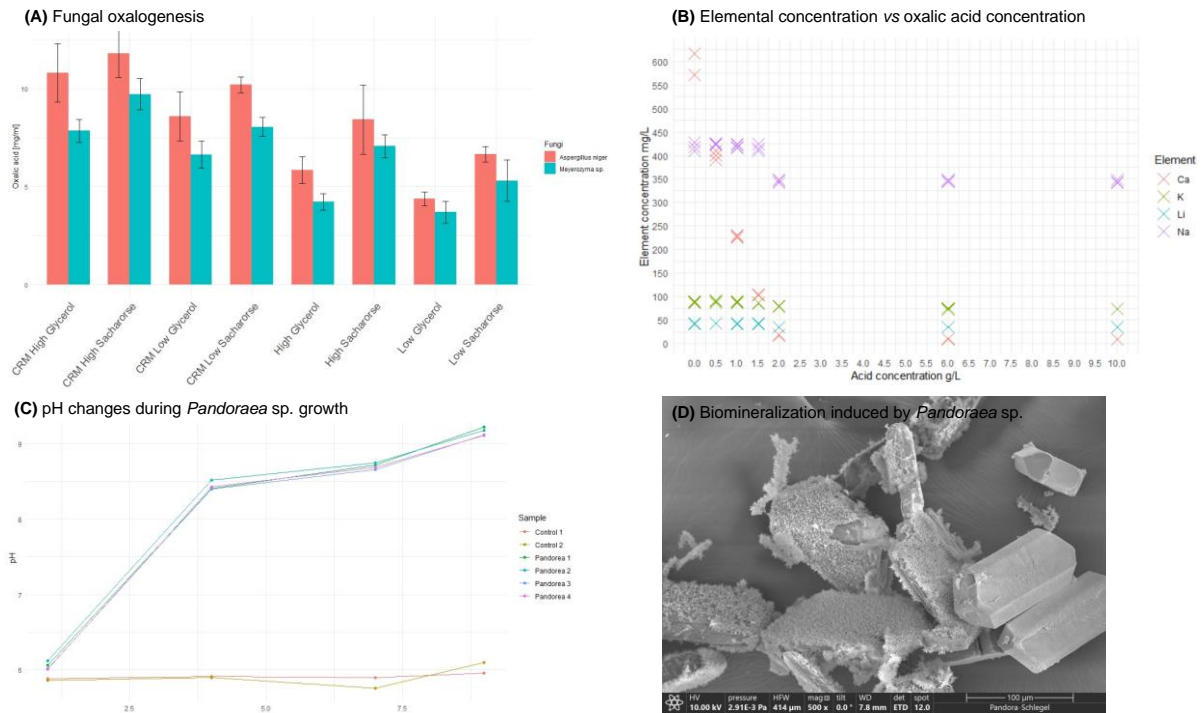 (A) Fungal oxalogenesis
Oxalic acid [mg/ml]
10
5
0
CRM High Glycerol
CRM High Sacharorse
CRM Low Glycerol
CRM Low Sacharorse
High Glycerol
High Sacharorse
Low Glycerol
Low Sacharorse
Fungi
Aspergillus niger
Meyerozyma sp.
(B) Elemental concentration vs oxalic acid concentration
Element concentration mg/L
600
550
500
450
400
350
300
250
200
150
100
50
0
0.0 0.5 1.0 1.5 2.0 2.5 3.0 3.5 4.0 4.5 5.0 5.5 6.0 6.5 7.0 7.5 8.0 8.5 9.0 9.5 10.0
Acid concentration g/L
Element
Ca
K
Li
Na
(C) pH changes during Pandoraea sp. growth
pH
9
8
7
6
2.5 5.0 7.5
Sample
Control 1
Control 2
Pandorea 1
Pandorea 2
Pandorea 3
Pandorea 4
(D) Biomineralization induced by Pandoraea sp.
HV pressure HFW mag tilt WD det spot
10.00 kV 2.91E-3 Pa 414 µm 500 x 0.0 ° 7.8 mm ETD 12.0
100 µm
Pandora-Schlegel